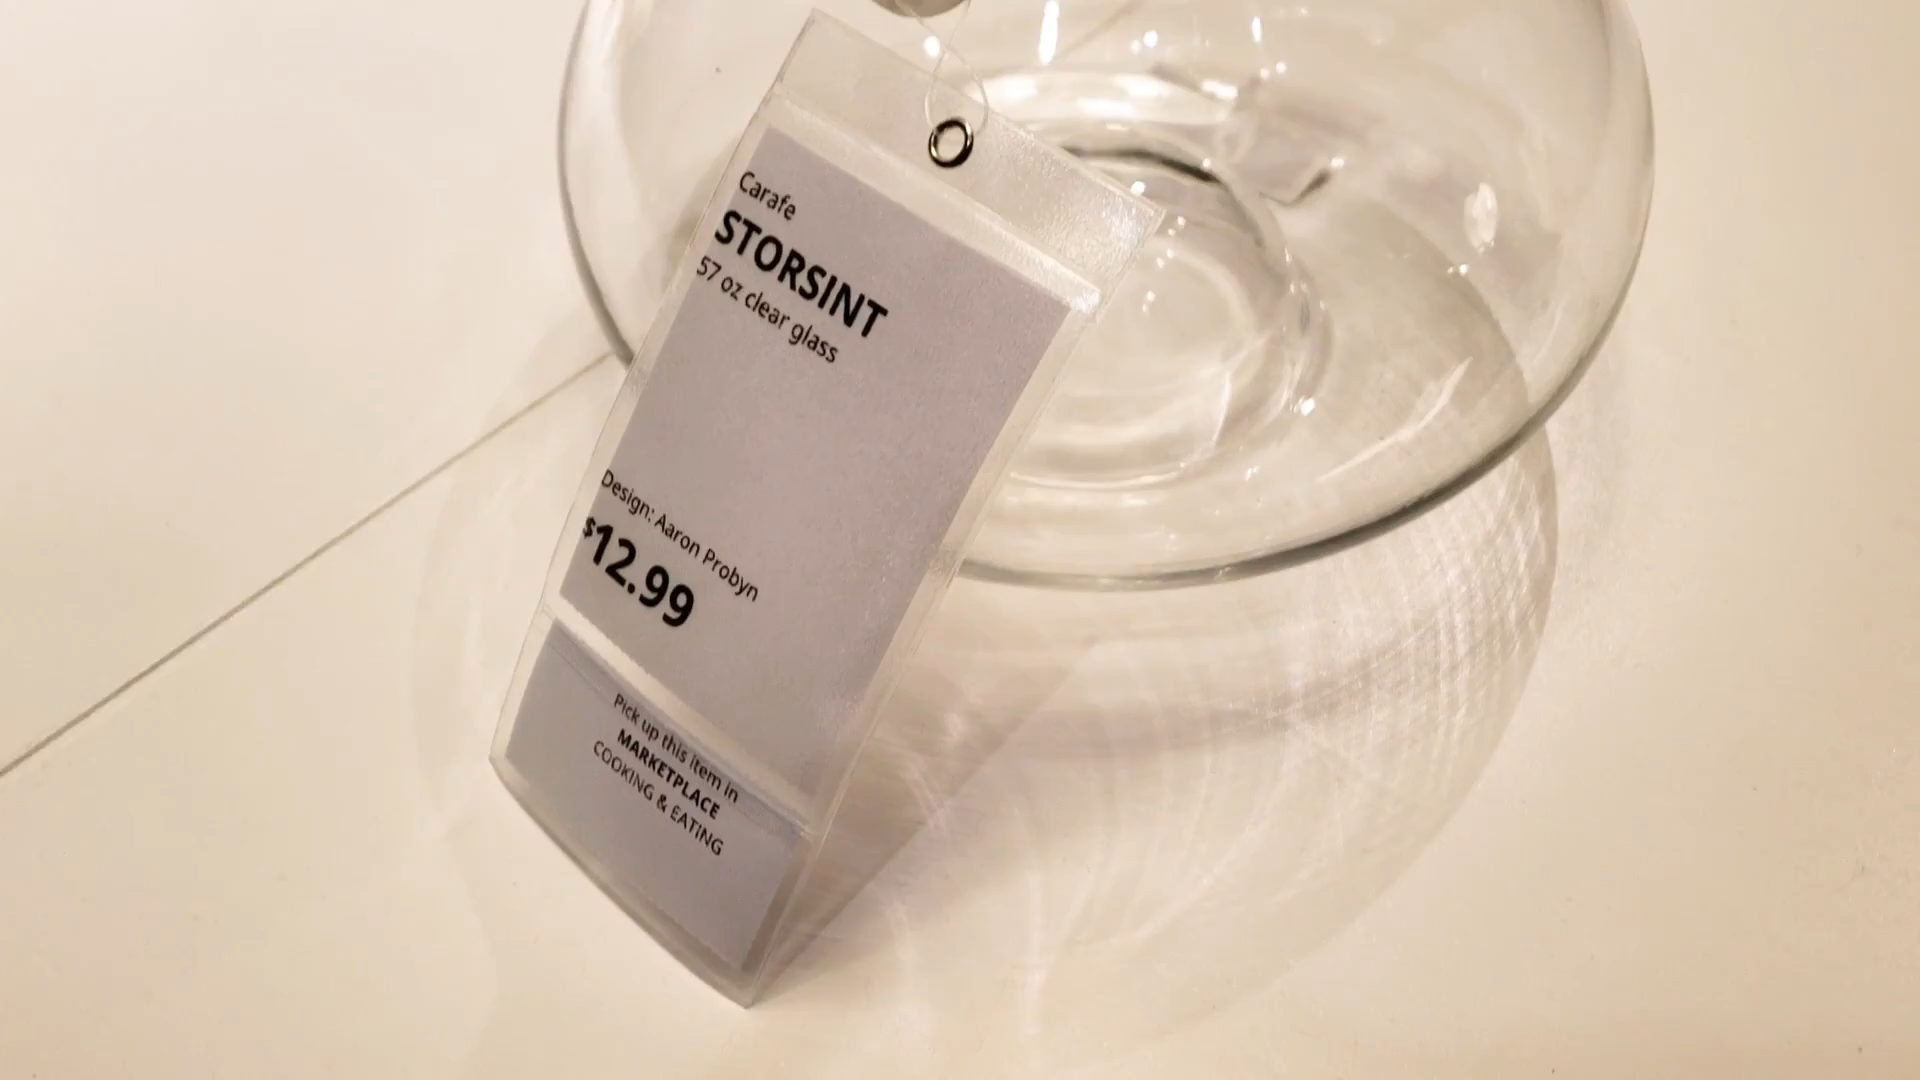 Carafe
STORSINT
57 oz clear glass
Design: Aaron Probyn
$12.99
Pick up this item in
MARKETPLACE
COOKING & EATING